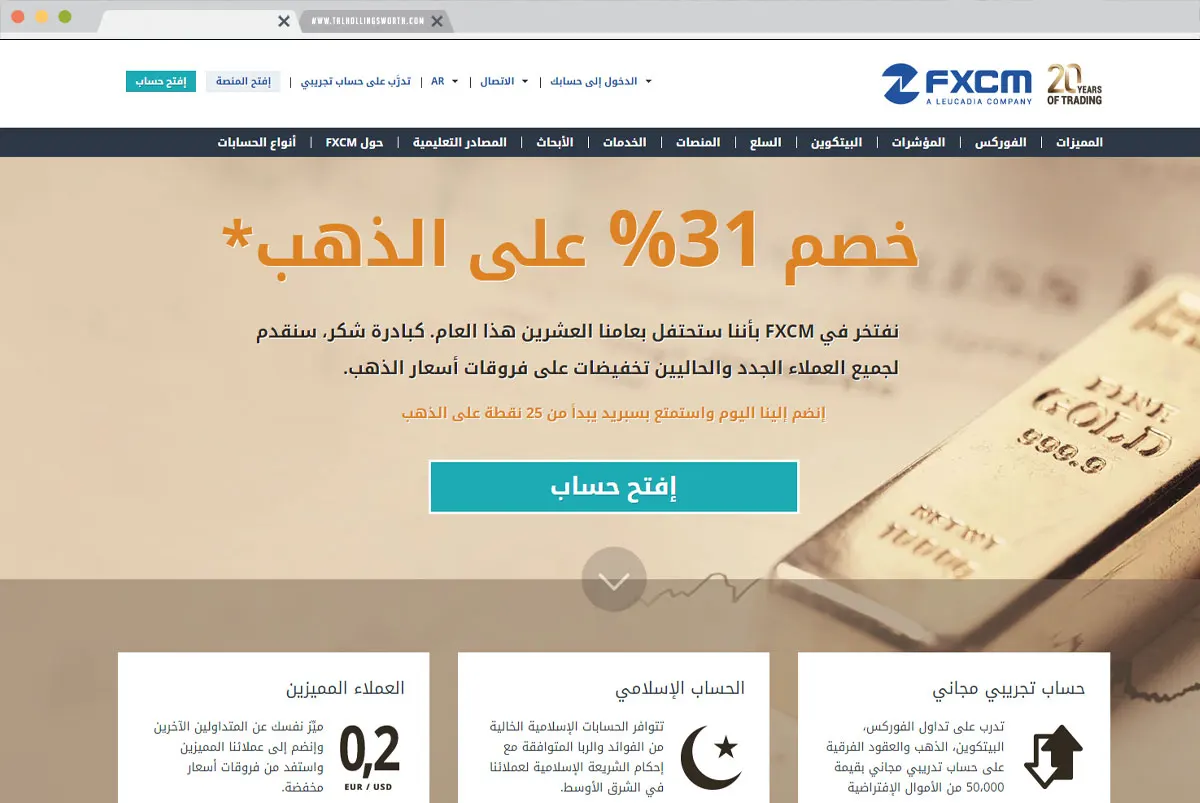 WWW.TALHOLLINGSWORTH.COM
FXCM
A LEUCADIA COMPANY
20 YEARS
OF TRADING
الدخول إلى حسابك | الاتصال | AR | تدرَّب على حساب تجريبي | إفتح المنصة إفتح حساب
المميزات | الفوركس | المؤشرات | البيتكوين | السلع | المنصات | الخدمات | الأبحاث | المصادر التعليمية | حول FXCM | أنواع الحسابات
خصم 31% على الذهب*
نفتخر في FXCM بأننا ستحتفل بعامنا العشرين هذا العام. كبادرة شكر، سنقدم
لجميع العملاء الجدد والحاليين تخفيضات على فروقات أسعار الذهب.
إنضم إلينا اليوم واستمتع بسبريد يبدأ من 25 نقطة على الذهب
إفتح حساب
FINE
GOLD
999.9
NET WT
حساب تجريبي مجاني
تدرب على تداول الفوركس،
البيتكوين، الذهب والعقود الفرقية
على حساب تدريبي مجاني بقيمة
50,000 من الأموال الإفتراضية
الحساب الإسلامي
تتوافر الحسابات الإسلامية الخالية
من الفوائد والربا المتوافقة مع
إحكام الشريعة الإسلامية لعملائنا
في الشرق الأوسط.
العملاء المميزين
0,2
EUR / USD
ميّز نفسك عن المتداولين الآخرين
وإنضم إلى عملائنا المميزين
واستفد من فروقات أسعار
مخفضة.